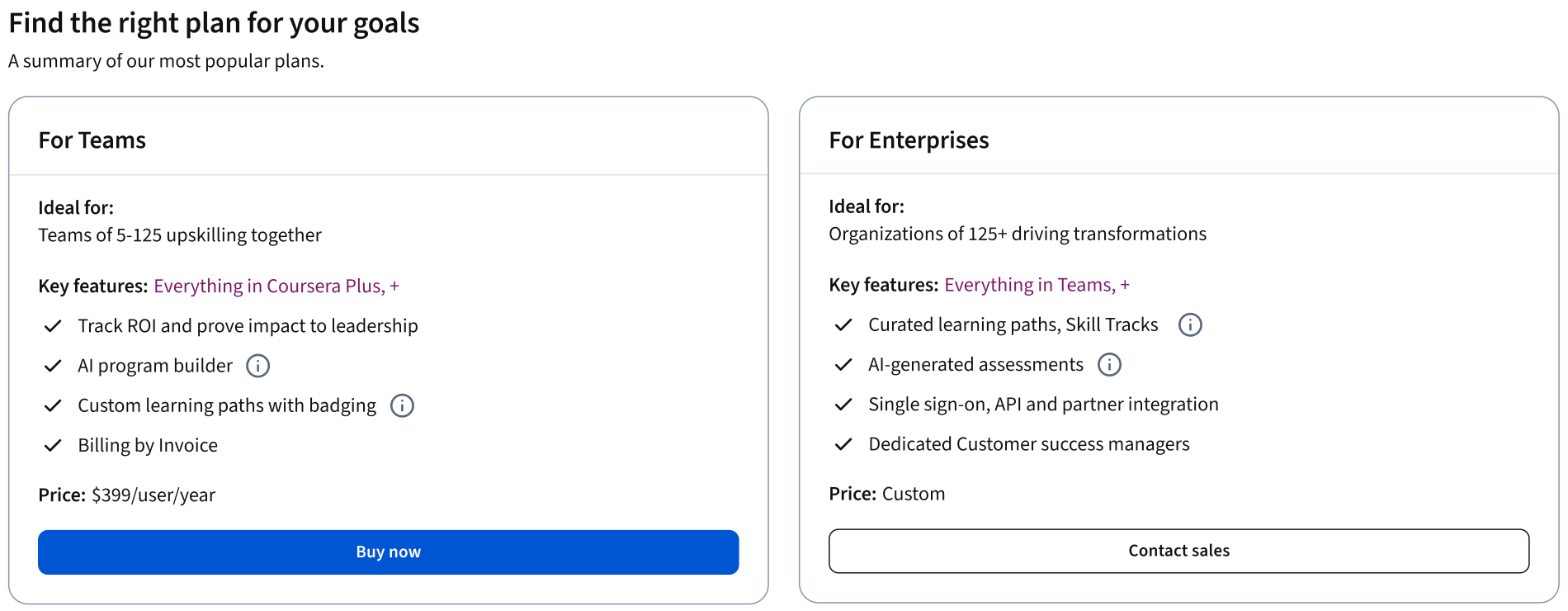 Find the right plan for your goals
A summary of our most popular plans.
For Teams
Ideal for:
Teams of 5-125 upskilling together
Key features: Everything in Coursera Plus, +
Track ROI and prove impact to leadership
AI program builder
Custom learning paths with badging
Billing by Invoice
Price: $399/user/year
Buy now
For Enterprises
Ideal for:
Organizations of 125+ driving transformations
Key features: Everything in Teams, +
Curated learning paths, Skill Tracks
AI-generated assessments
Single sign-on, API and partner integration
Dedicated Customer success managers
Price: Custom
Contact sales